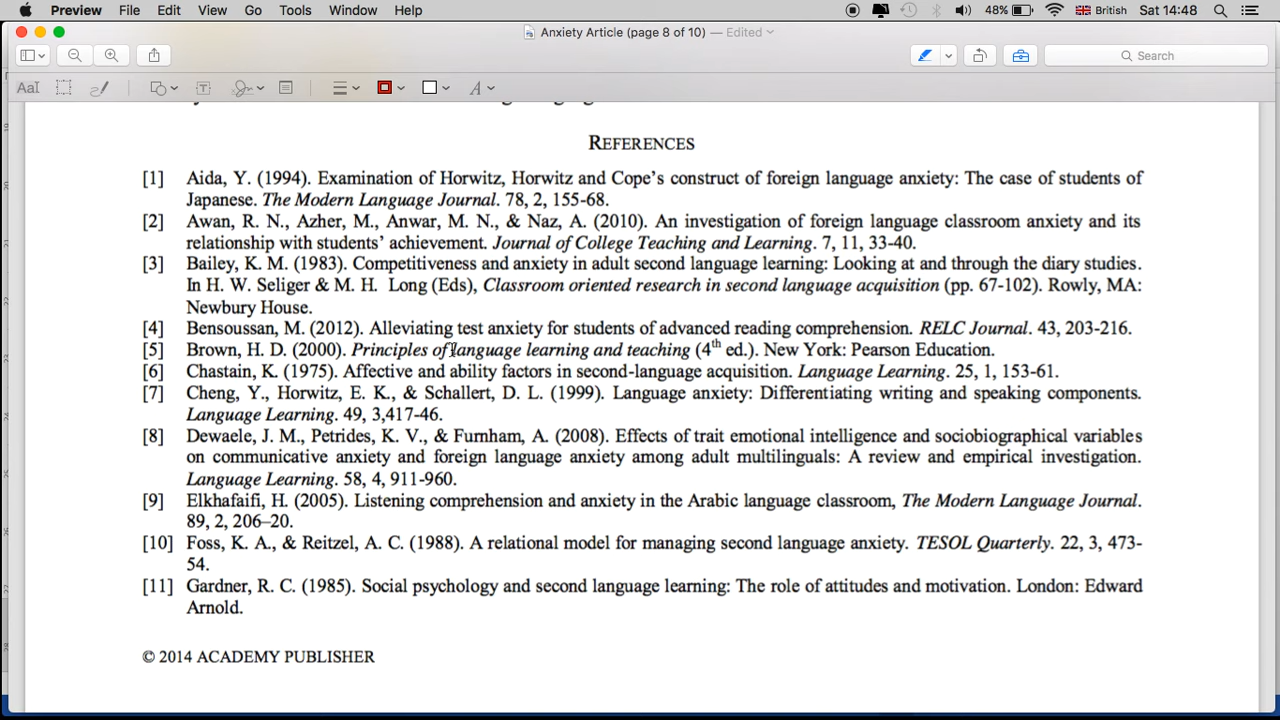 Preview File Edit View Go Tools Window Help 48% British Sat 14:48
Anxiety Article (page 8 of 10) — Edited
Search
AaI T A
REFERENCES
[1] Aida, Y. (1994). Examination of Horwitz, Horwitz and Cope's construct of foreign language anxiety: The case of students of
Japanese. The Modern Language Journal. 78, 2, 155-68.
[2] Awan, R. N., Azher, M., Anwar, M. N., & Naz, A. (2010). An investigation of foreign language classroom anxiety and its
relationship with students' achievement. Journal of College Teaching and Learning. 7, 11, 33-40.
[3] Bailey, K. M. (1983). Competitiveness and anxiety in adult second language learning: Looking at and through the diary studies.
In H. W. Seliger & M. H. Long (Eds), Classroom oriented research in second language acquisition (pp. 67-102). Rowly, MA:
Newbury House.
[4] Bensoussan, M. (2012). Alleviating test anxiety for students of advanced reading comprehension. RELC Journal. 43, 203-216.
[5] Brown, H. D. (2000). Principles of language learning and teaching (4th ed.). New York: Pearson Education.
[6] Chastain, K. (1975). Affective and ability factors in second-language acquisition. Language Learning. 25, 1, 153-61.
[7] Cheng, Y., Horwitz, E. K., & Schallert, D. L. (1999). Language anxiety: Differentiating writing and speaking components.
Language Learning. 49, 3,417-46.
[8] Dewaele, J. M., Petrides, K. V., & Furnham, A. (2008). Effects of trait emotional intelligence and sociobiographical variables
on communicative anxiety and foreign language anxiety among adult multilinguals: A review and empirical investigation.
Language Learning. 58, 4, 911-960.
[9] Elkhafaifi, H. (2005). Listening comprehension and anxiety in the Arabic language classroom, The Modern Language Journal.
89, 2, 206–20.
[10] Foss, K. A., & Reitzel, A. C. (1988). A relational model for managing second language anxiety. TESOL Quarterly. 22, 3, 473-
54.
[11] Gardner, R. C. (1985). Social psychology and second language learning: The role of attitudes and motivation. London: Edward
Arnold.
© 2014 ACADEMY PUBLISHER